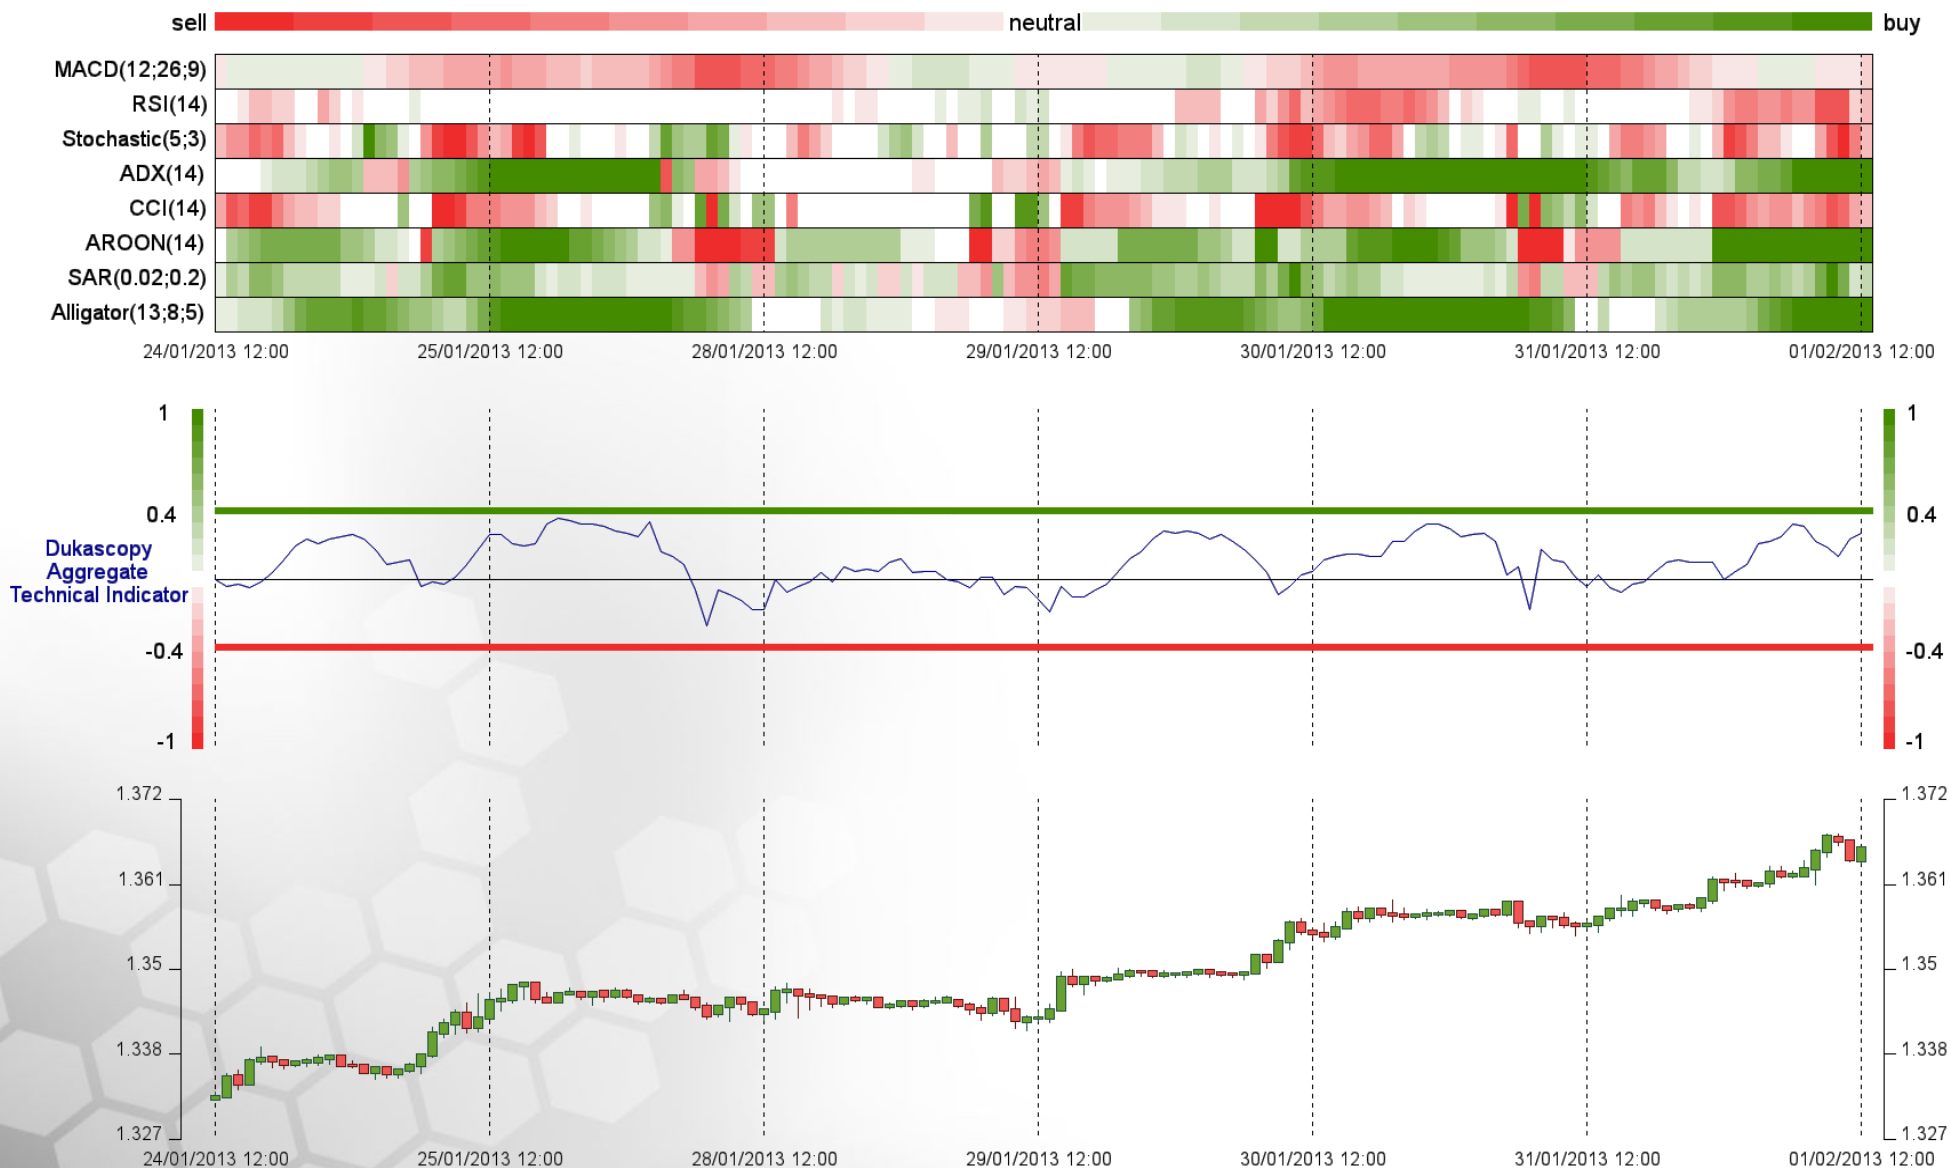 sell neutral buy
MACD(12;26;9)
RSI(14)
Stochastic(5;3)
ADX(14)
CCI(14)
AROON(14)
SAR(0.02;0.2)
Alligator(13;8;5)
24/01/2013 12:00 25/01/2013 12:00 28/01/2013 12:00 29/01/2013 12:00 30/01/2013 12:00 31/01/2013 12:00 01/02/2013 12:00
1 1
0.4 0.4
Dukascopy
Aggregate
Technical Indicator
-0.4 -0.4
-1 -1
1.372 1.372
1.361 1.361
1.35 1.35
1.338 1.338
1.327 1.327
24/01/2013 12:00 25/01/2013 12:00 28/01/2013 12:00 29/01/2013 12:00 30/01/2013 12:00 31/01/2013 12:00 01/02/2013 12:00